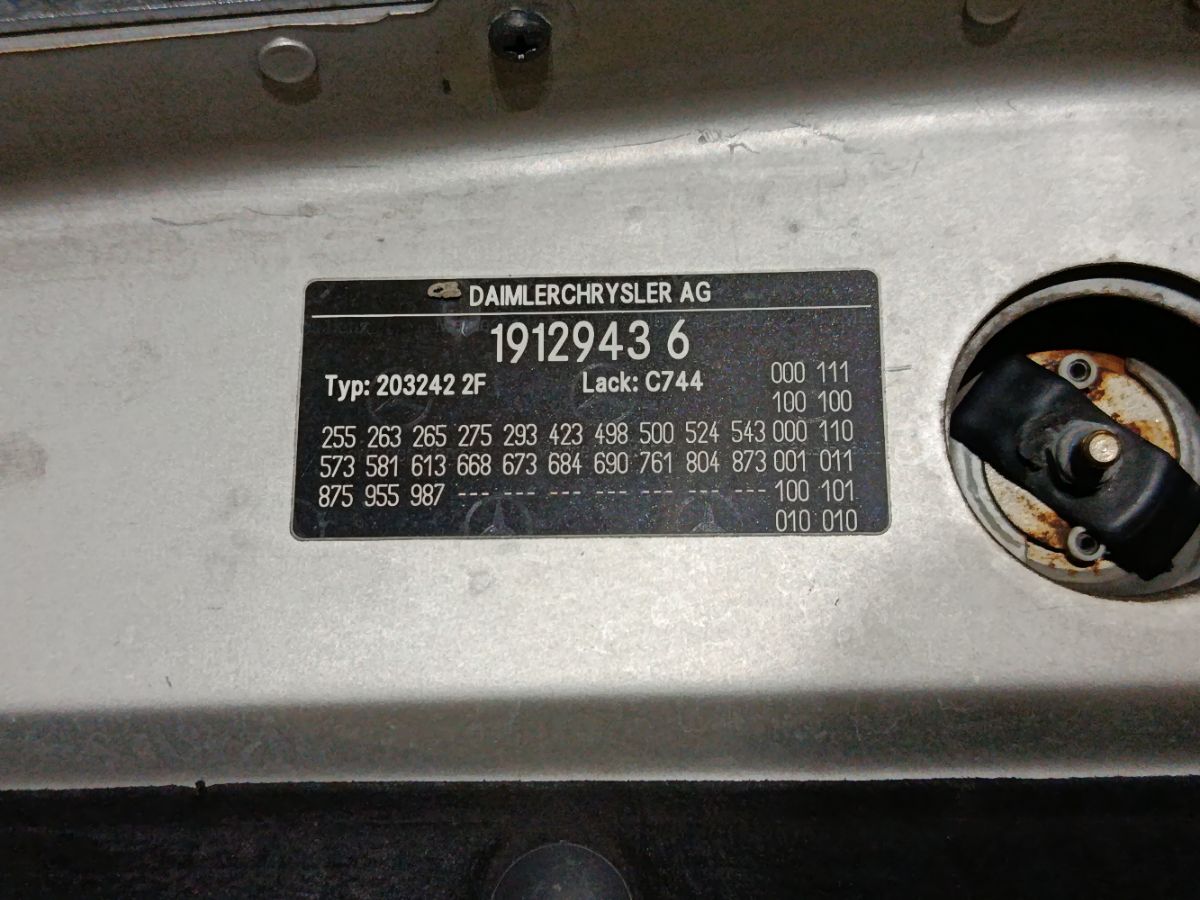 DAIMLERCHRYSLER AG
1912943 6
Typ: 203242 2F Lack: C744 000 111
100 100
255 263 265 275 293 423 498 500 524 543 000 110
573 581 613 668 673 684 690 761 804 873 001 011
875 955 987 --- --- --- --- --- --- --- 100 101
010 010